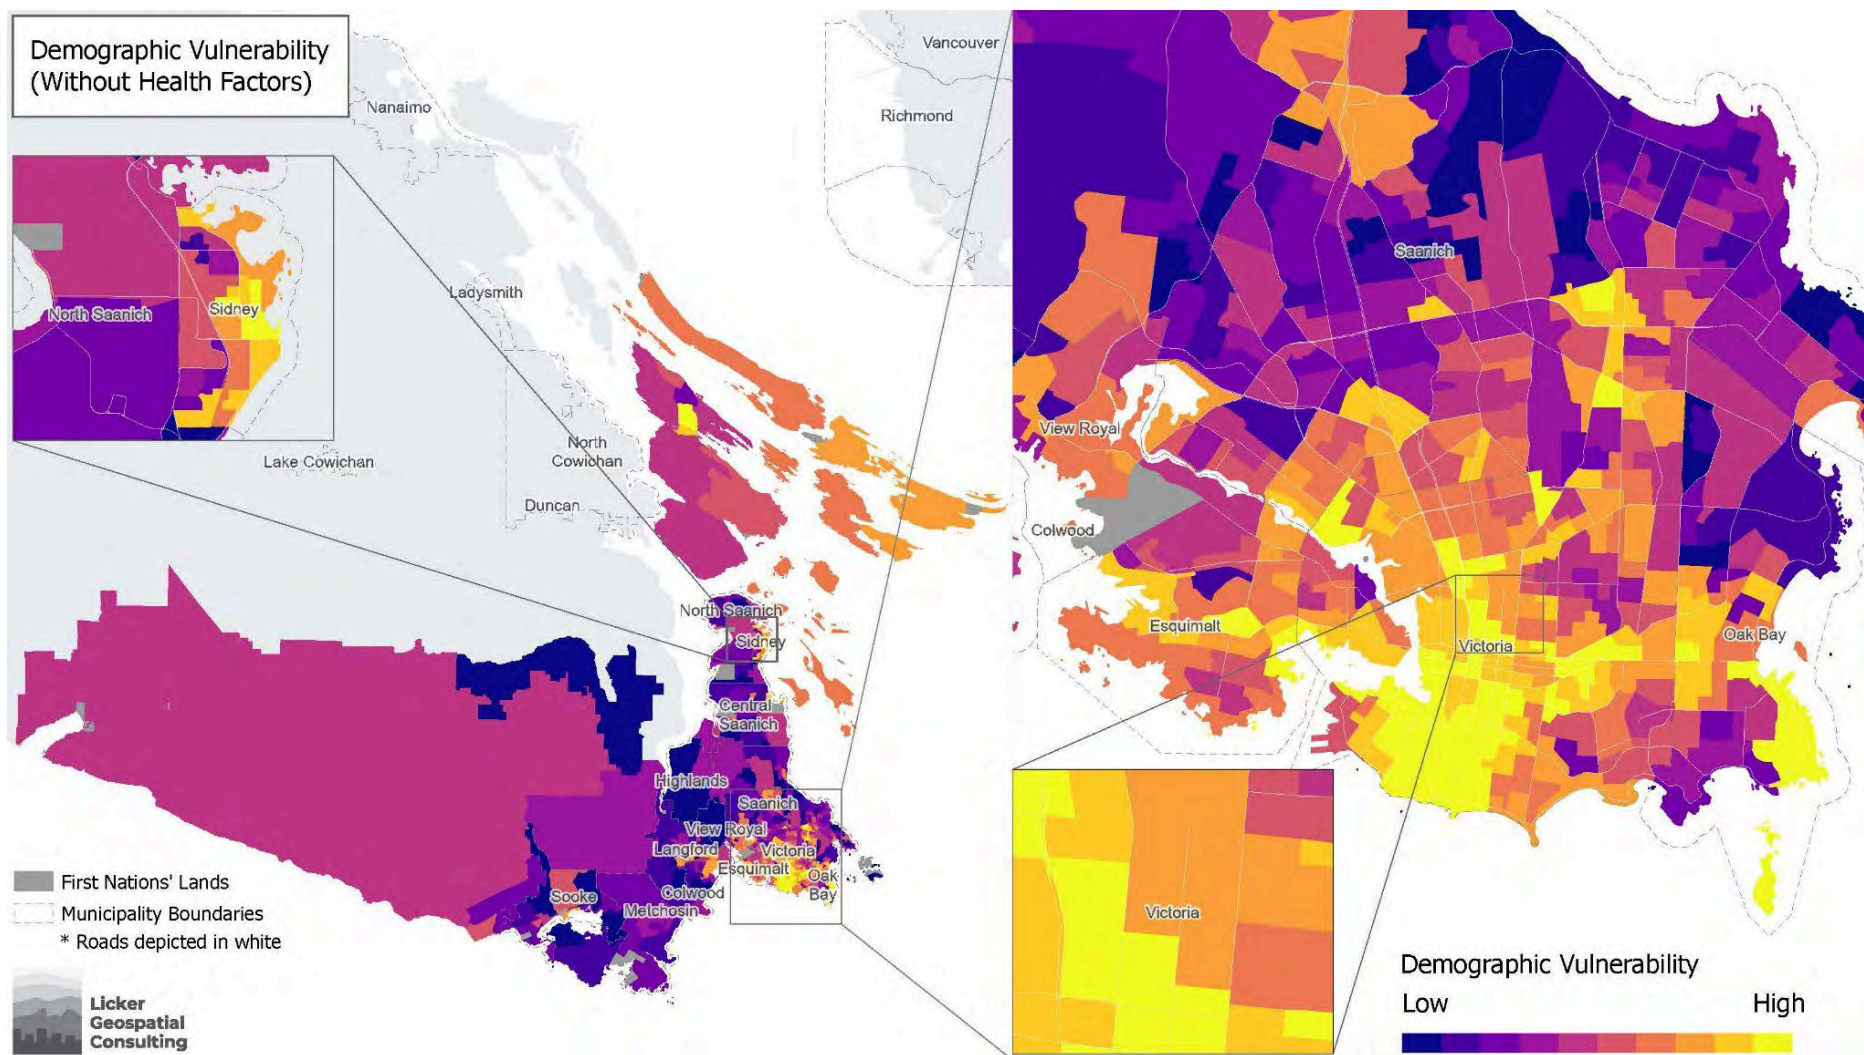 Demographic Vulnerability
(Without Health Factors)
Vancouver
Nanaimo
Richmond
North Saanich
Sidney
Ladysmith
Lake Cowichan
North
Cowichan
Duncan
North Saanich
Sidney
Central
Saanich
Highlands
Saanich
View Royal
Langford
Victoria
Esquimalt
Oak
Bay
Colwood
Sooke
Metchosin
First Nations' Lands
Municipality Boundaries
* Roads depicted in white
Licker
Geospatial
Consulting
Saanich
View Royal
Colwood
Esquimalt
Victoria
Oak Bay
Victoria
Demographic Vulnerability
Low
High